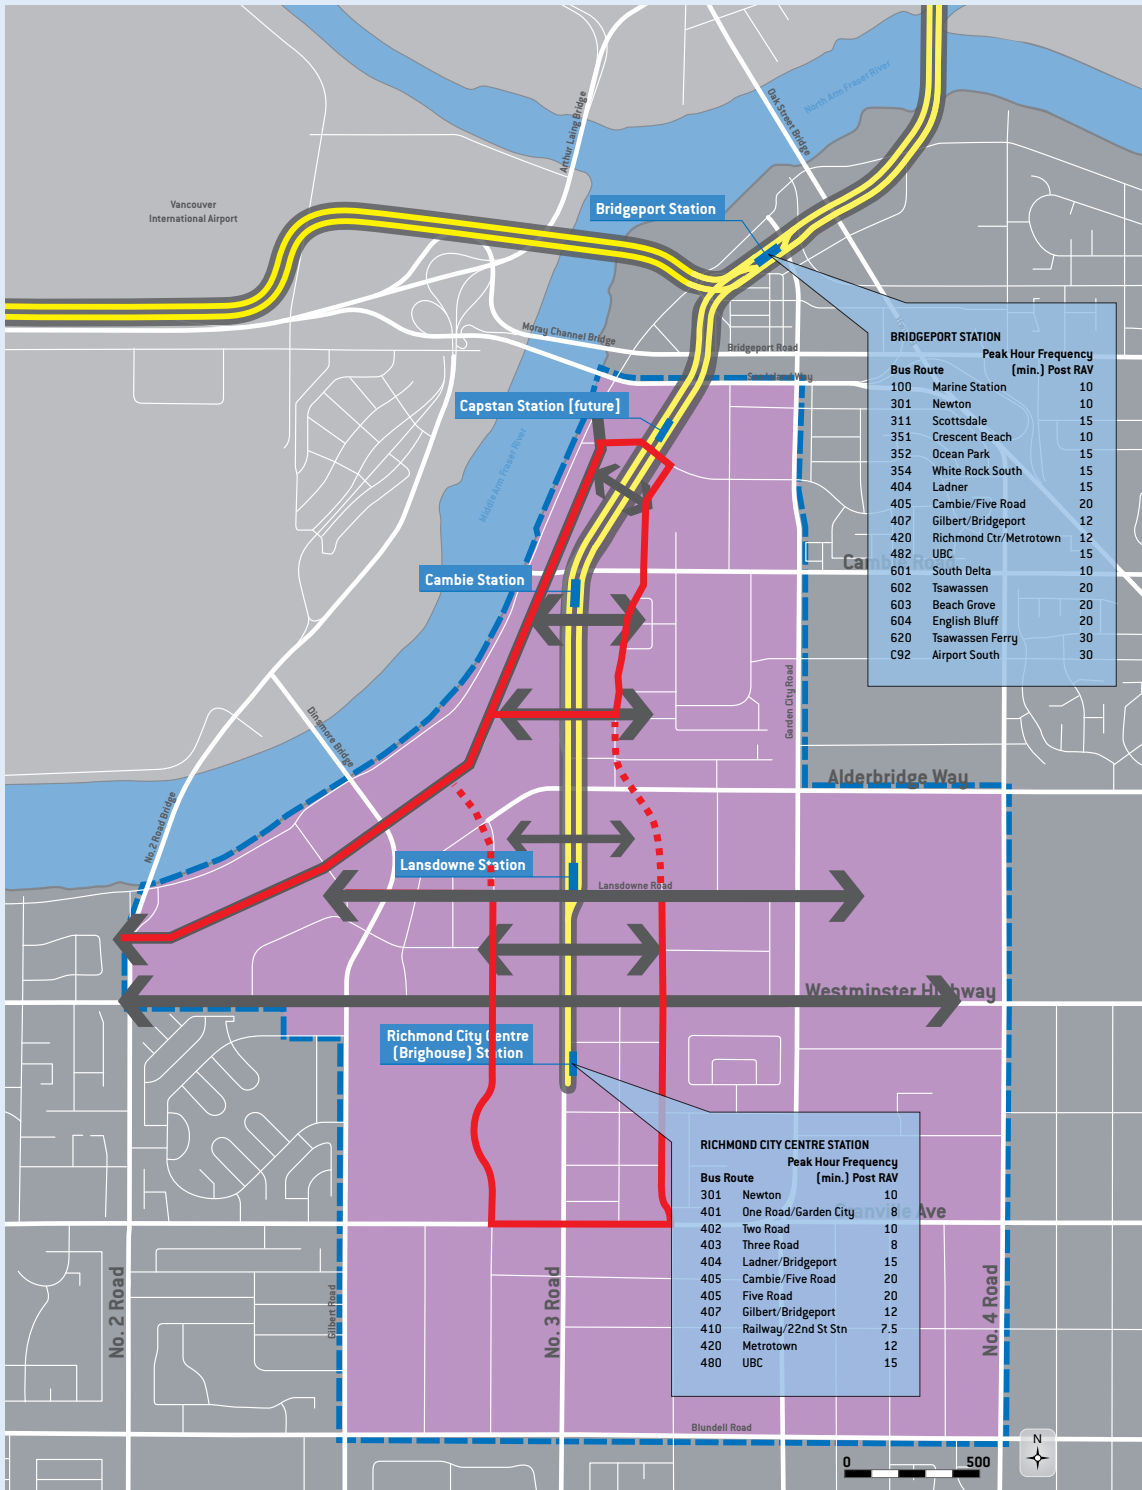 North Arm Fraser River
Oak Street Bridge
Arthur Laing Bridge
Vancouver
International Airport
Bridgeport Station
Moray Channel Bridge
Bridgeport Road
Capstan Station [future]
Middle Arm Fraser River
BRIDGEPORT STATION
Peak Hour Frequency
Bus Route (min.) Post RAV
100 Marine Station 10
301 Newton 10
311 Scottsdale 15
351 Crescent Beach 10
352 Ocean Park 15
354 White Rock South 15
404 Ladner 15
405 Cambie/Five Road 20
407 Gilbert/Bridgeport 12
420 Richmond Ctr/Metrotown 12
482 UBC 15
601 South Delta 10
602 Tsawassen 20
603 Beach Grove 20
604 English Bluff 20
620 Tsawassen Ferry 30
C92 Airport South 30
Cambie Road
Cambie Station
Garden City Road
Dinsmore Bridge
Alderbridge Way
No. 2 Road Bridge
Lansdowne Station
Lansdowne Road
Westminster Highway
Richmond City Centre
(Brighouse) Station
RICHMOND CITY CENTRE STATION
Peak Hour Frequency
Bus Route (min.) Post RAV
301 Newton 10
401 One Road/Garden City 8
402 Two Road 10
403 Three Road 8
404 Ladner/Bridgeport 15
405 Cambie/Five Road 20
405 Five Road 20
407 Gilbert/Bridgeport 12
410 Railway/22nd St Stn 7.5
420 Metrotown 12
480 UBC 15
No. 2 Road
Gilbert Road
No. 3 Road
No. 4 Road
Blundell Road
0 500
N